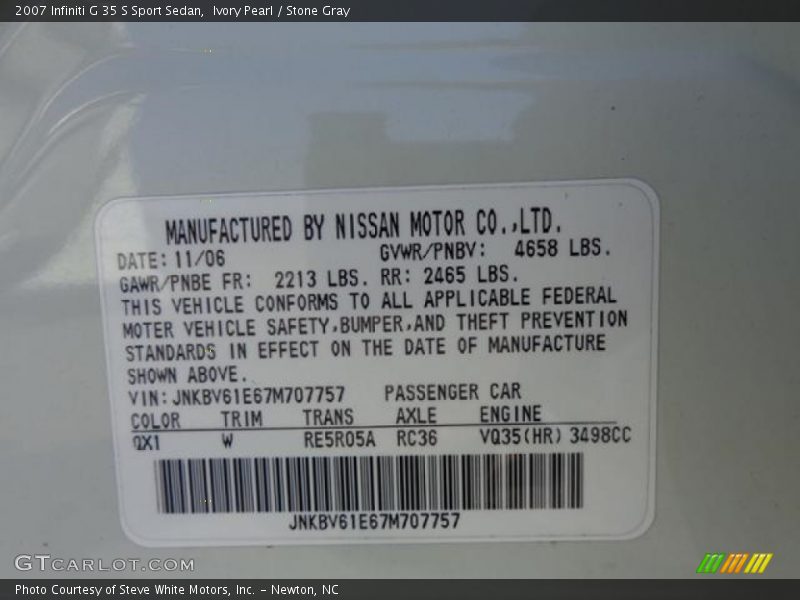 2007 Infiniti G 35 S Sport Sedan, Ivory Pearl / Stone Gray
MANUFACTURED BY NISSAN MOTOR CO.,LTD.
DATE: 11/06 GVWR/PNBV: 4658 LBS.
GAWR/PNBE FR: 2213 LBS. RR: 2465 LBS.
THIS VEHICLE CONFORMS TO ALL APPLICABLE FEDERAL
MOTER VEHICLE SAFETY,BUMPER,AND THEFT PREVENTION
STANDARDS IN EFFECT ON THE DATE OF MANUFACTURE
SHOWN ABOVE.
VIN: JNKBV61E67M707757 PASSENGER CAR
COLOR TRIM TRANS AXLE ENGINE
QX1 W RE5R05A RC36 VQ35(HR) 3498CC
JNKBV61E67M707757
GTCARLOT.COM
Photo Courtesy of Steve White Motors, Inc. – Newton, NC